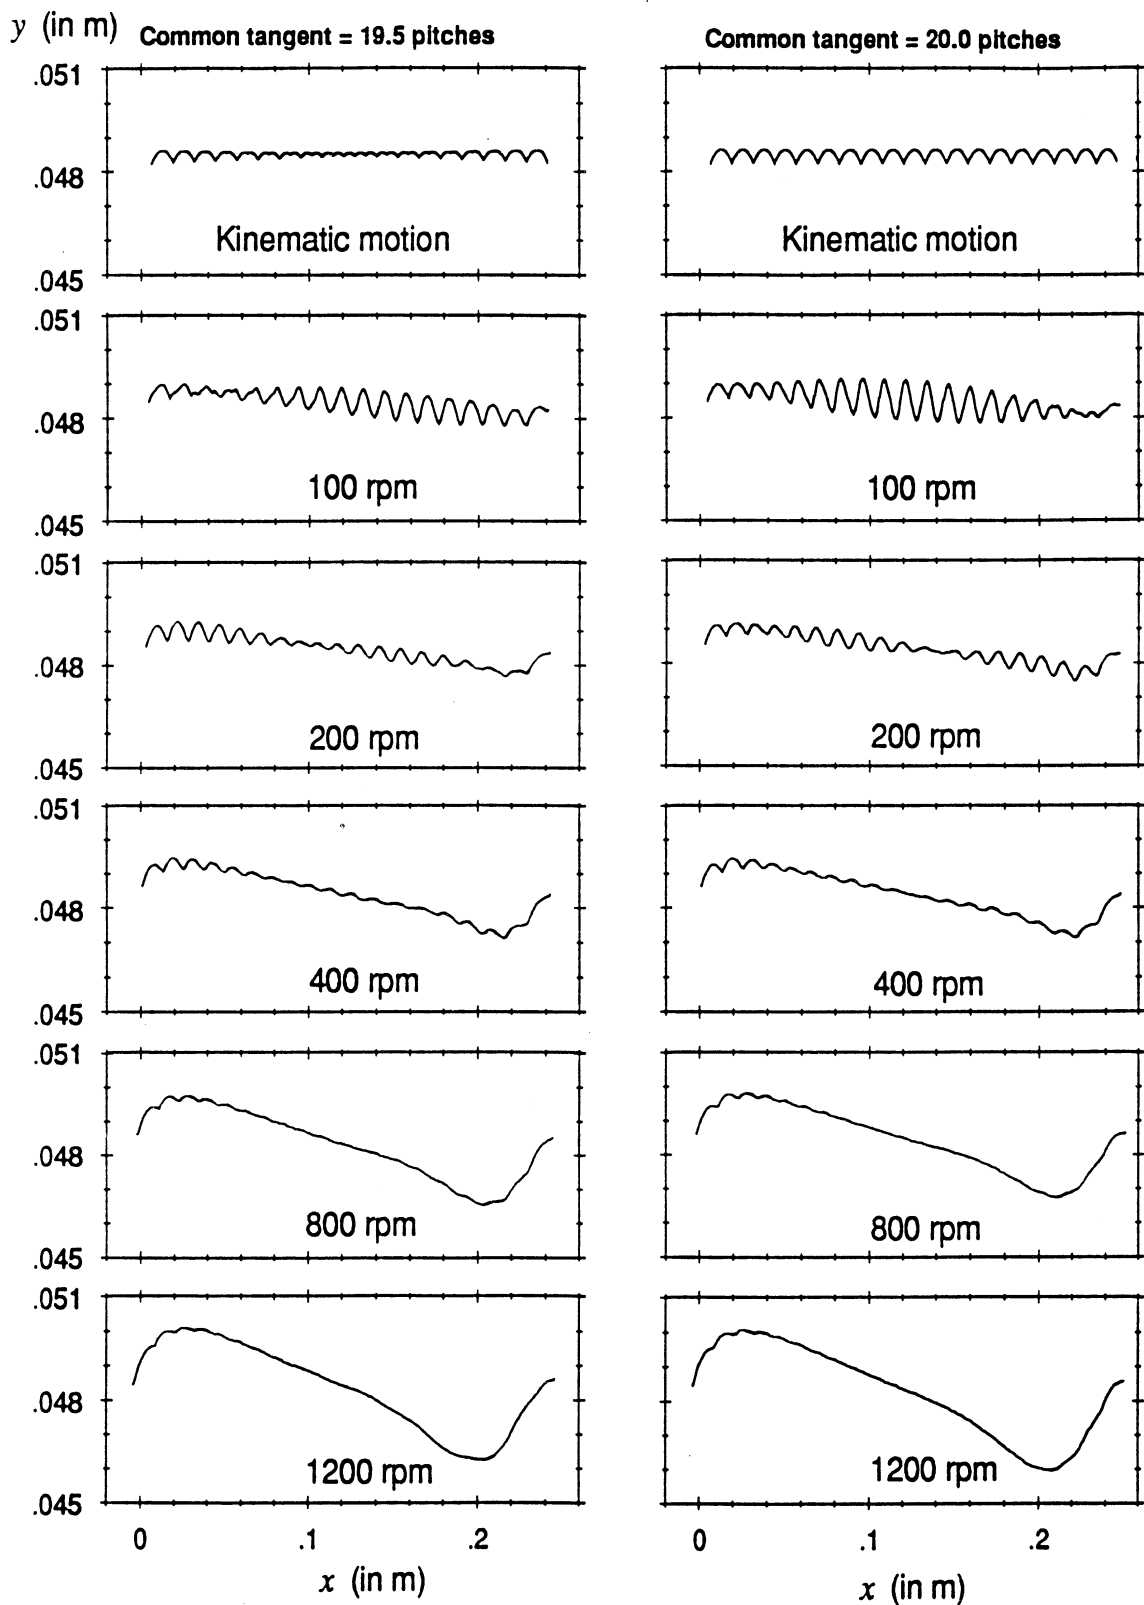 y (in m)
Common tangent = 19.5 pitches
Common tangent = 20.0 pitches
.051
.048
.045
Kinematic motion
Kinematic motion
.051
.048
.045
100 rpm
100 rpm
.051
.048
.045
200 rpm
200 rpm
.051
.048
.045
400 rpm
400 rpm
.051
.048
.045
800 rpm
800 rpm
.051
.048
.045
1200 rpm
1200 rpm
0 .1 .2
0 .1 .2
x (in m)
x (in m)